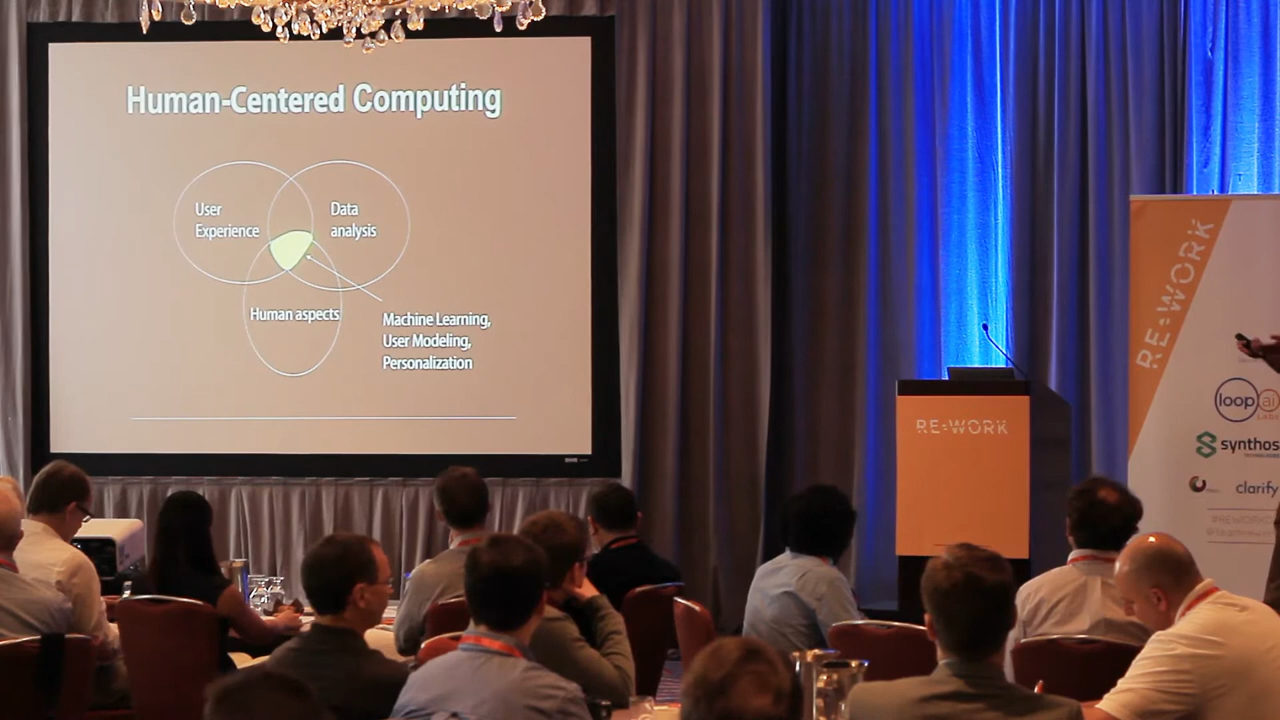 Human-Centered Computing
User
Experience
Data
analysis
Human aspects
Machine Learning,
User Modeling,
Personalization
RE•WORK
RE•WORK
loop.ai
Labs
synthos
clarify